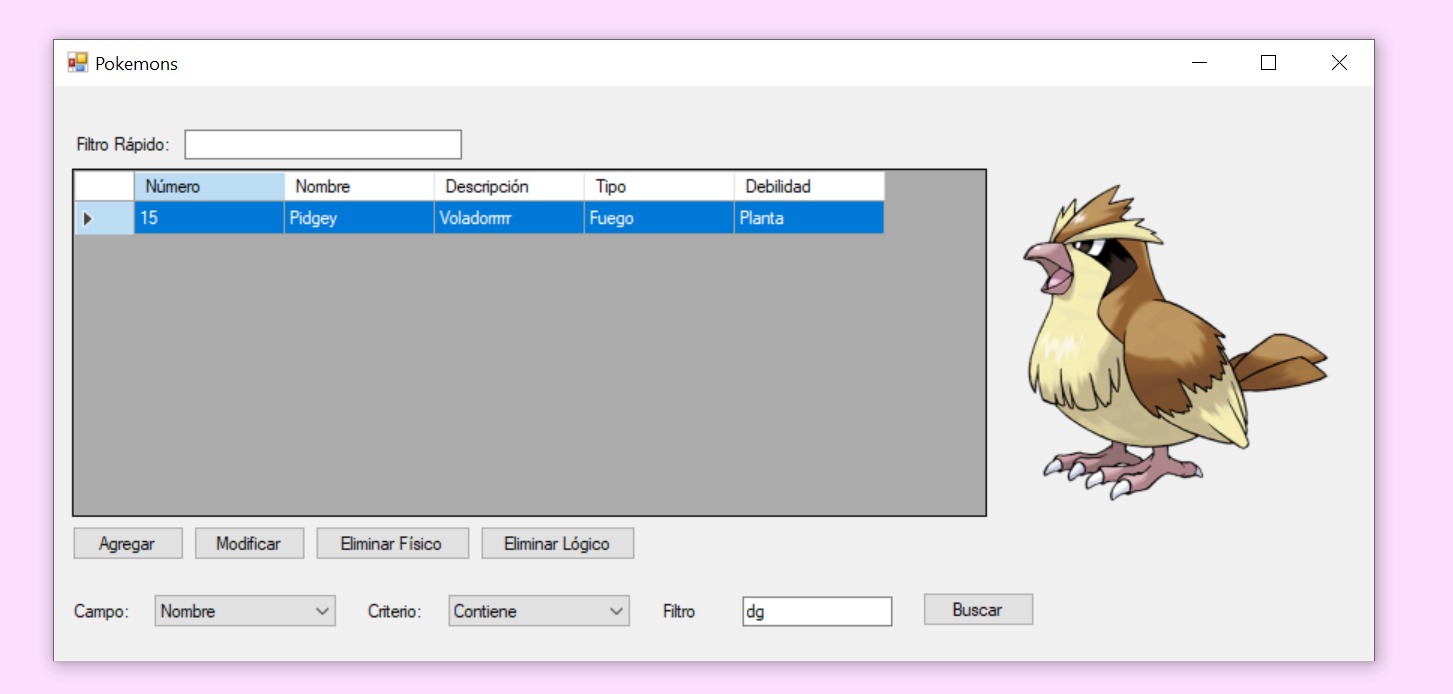 Pokemons
Filtro Rápido:
Número Nombre Descripción Tipo Debilidad
15 Pidgey Voladorrrrr Fuego Planta
Agregar Modificar Eliminar Físico Eliminar Lógico
Campo: Nombre Criterio: Contiene Filtro dg Buscar